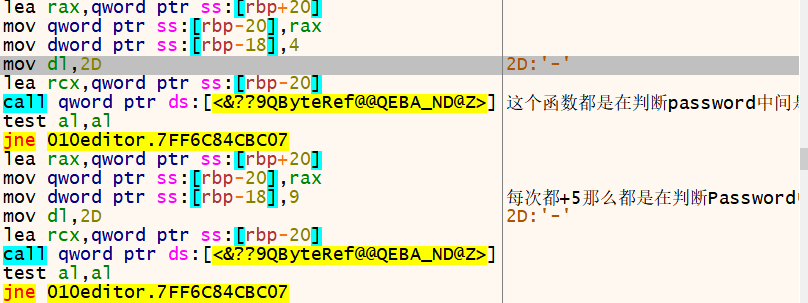 lea rax,qword ptr ss:[rbp+20]
mov qword ptr ss:[rbp-20],rax
mov dword ptr ss:[rbp-18],4
mov dl,2D 2D:'-'
lea rcx,qword ptr ss:[rbp-20]
call qword ptr ds:[<&??9QByteRef@@QEBA_ND@Z>] 这个函数都是在判断password中间是
test al,al
jne 010editor.7FF6C84CBC07
lea rax,qword ptr ss:[rbp+20]
mov qword ptr ss:[rbp-20],rax
mov dword ptr ss:[rbp-18],9 每次都+5那么都是在判断Password
mov dl,2D 2D:'-'
lea rcx,qword ptr ss:[rbp-20]
call qword ptr ds:[<&??9QByteRef@@QEBA_ND@Z>]
test al,al
jne 010editor.7FF6C84CBC07